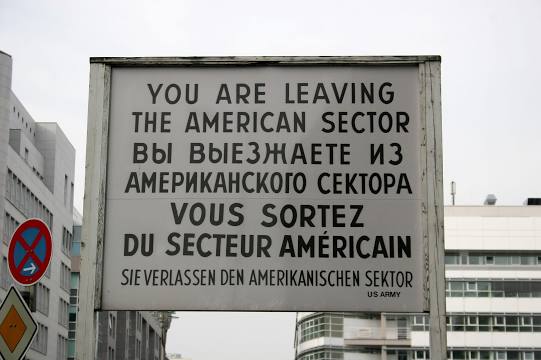 YOU ARE LEAVING
THE AMERICAN SECTOR
ВЫ ВЫЕЗЖАЕТЕ ИЗ
АМЕРИКАНСКОГО СЕКТОРА
VOUS SORTEZ
DU SECTEUR AMÉRICAIN
SIE VERLASSEN DEN AMERIKANISCHEN SEKTOR
US ARMY